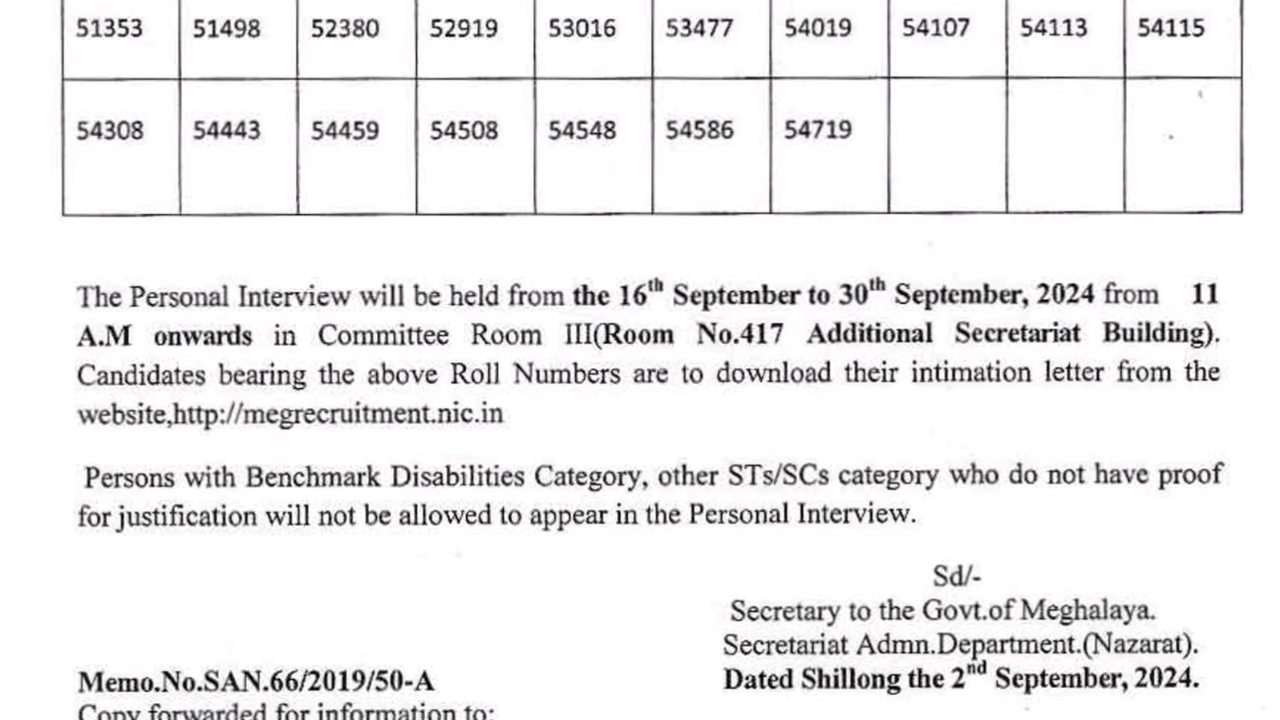 51353 51498 52380 52919 53016 53477 54019 54107 54113 54115
54308 54443 54459 54508 54548 54586 54719
The Personal Interview will be held from the 16th September to 30th September, 2024 from 11
A.M onwards in Committee Room III(Room No.417 Additional Secretariat Building).
Candidates bearing the above Roll Numbers are to download their intimation letter from the
website,http://megrecruitment.nic.in
Persons with Benchmark Disabilities Category, other STs/SCs category who do not have proof
for justification will not be allowed to appear in the Personal Interview.
Sd/-
Secretary to the Govt.of Meghalaya.
Secretariat Admn.Department.(Nazarat).
Memo.No.SAN.66/2019/50-A Dated Shillong the 2nd September, 2024.
Copy forwarded for information to: